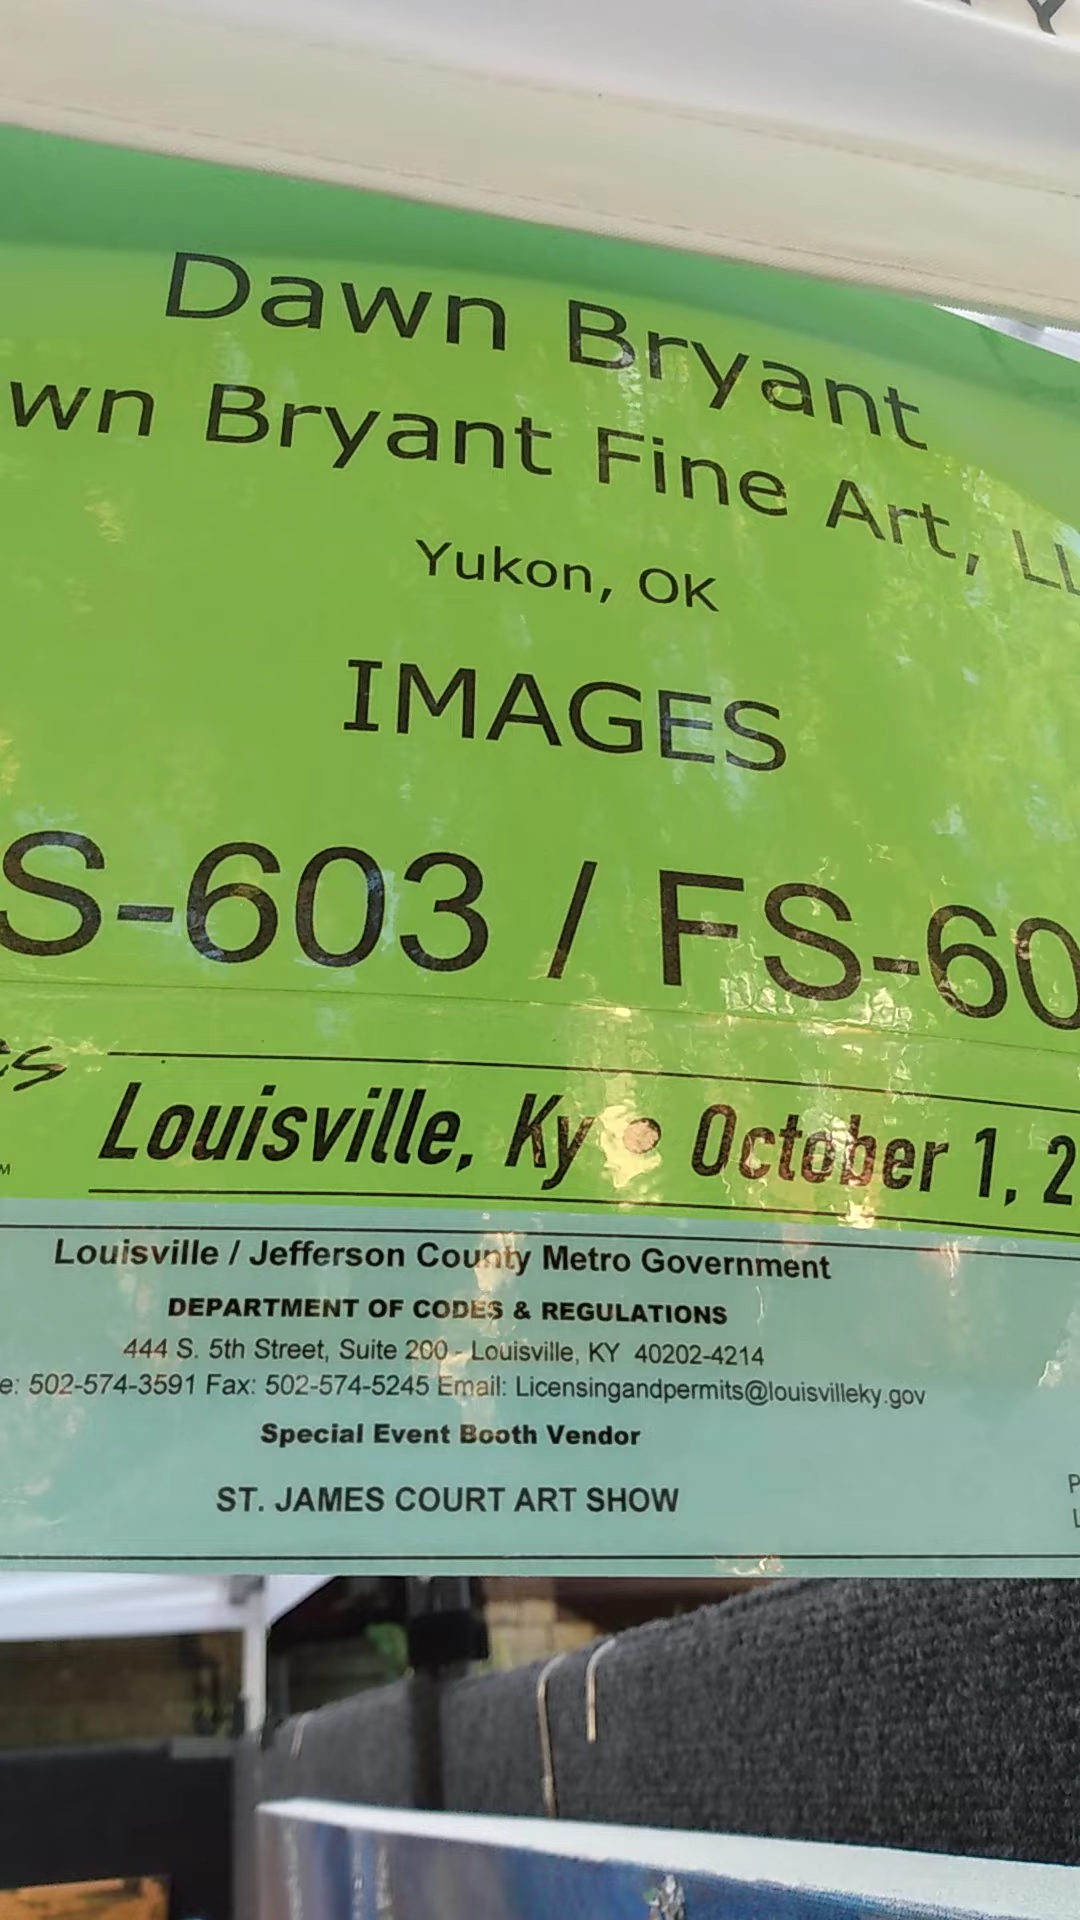 Dawn Bryant
wn Bryant Fine Art, LL
Yukon, OK
IMAGES
S-603 / FS-60
es
Louisville, Ky • October 1, 2
M
Louisville / Jefferson County Metro Government
DEPARTMENT OF CODES & REGULATIONS
444 S. 5th Street, Suite 200 - Louisville, KY 40202-4214
e: 502-574-3591 Fax: 502-574-5245 Email: Licensingandpermits@louisvilleky.gov
Special Event Booth Vendor
ST. JAMES COURT ART SHOW
P
L